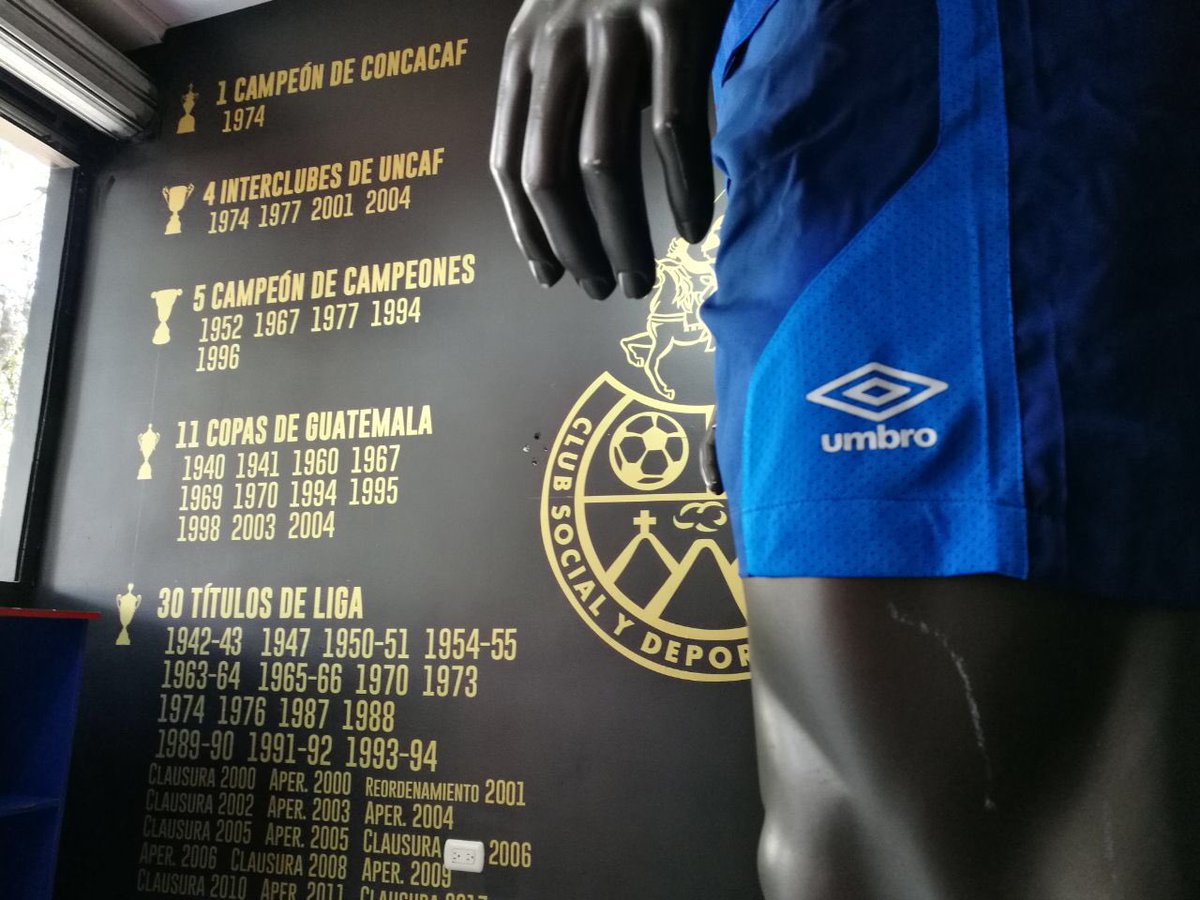 1 CAMPEÓN DE CONCACAF
1974
4 INTERCLUBES DE UNCAF
1974 1977 2001 2004
5 CAMPEÓN DE CAMPEONES
1952 1967 1977 1994
1996
11 COPAS DE GUATEMALA
1940 1941 1960 1967
1969 1970 1994 1995
1998 2003 2004
30 TÍTULOS DE LIGA
1942-43 1947 1950-51 1954-55
1963-64 1965-66 1970 1973
1974 1976 1987 1988
1989-90 1991-92 1993-94
CLAUSURA 2000 APER. 2000 REORDENAMIENTO 2001
CLAUSURA 2002 APER. 2003 APER. 2004
CLAUSURA 2005 APER. 2005 CLAUSURA 2006
APER. 2006 CLAUSURA 2008 APER. 2009
CLAUSURA 2010 APER. 2011 CLAUSURA 2017
CLUB SOCIAL Y DEPOR
umbro